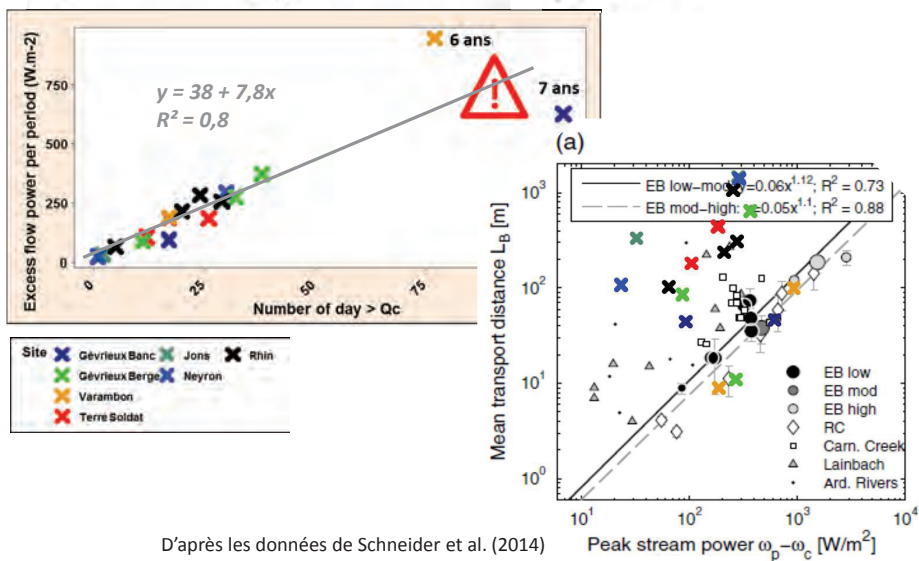 Excess flow power per period (W.m-2)
750
500
250
0
6 ans
7 ans
y = 38 + 7,8x
R² = 0,8
0
25
50
75
Number of day > Qc
Site
Gévrieux Banc
Jons
Rhin
Gévrieux Berge
Neyron
Varambon
Terre Soldat
(a)
EB low-mod: y=0.06x^1.12; R² = 0.73
EB mod-high: y=0.05x^1.1; R² = 0.88
Mean transport distance L_B [m]
10³
10²
10¹
10⁰
EB low
EB mod
EB high
RC
Carn. Creek
Lainbach
Ard. Rivers
10¹
10²
10³
10⁴
Peak stream power ω_p−ω_c [W/m²]
D'après les données de Schneider et al. (2014)